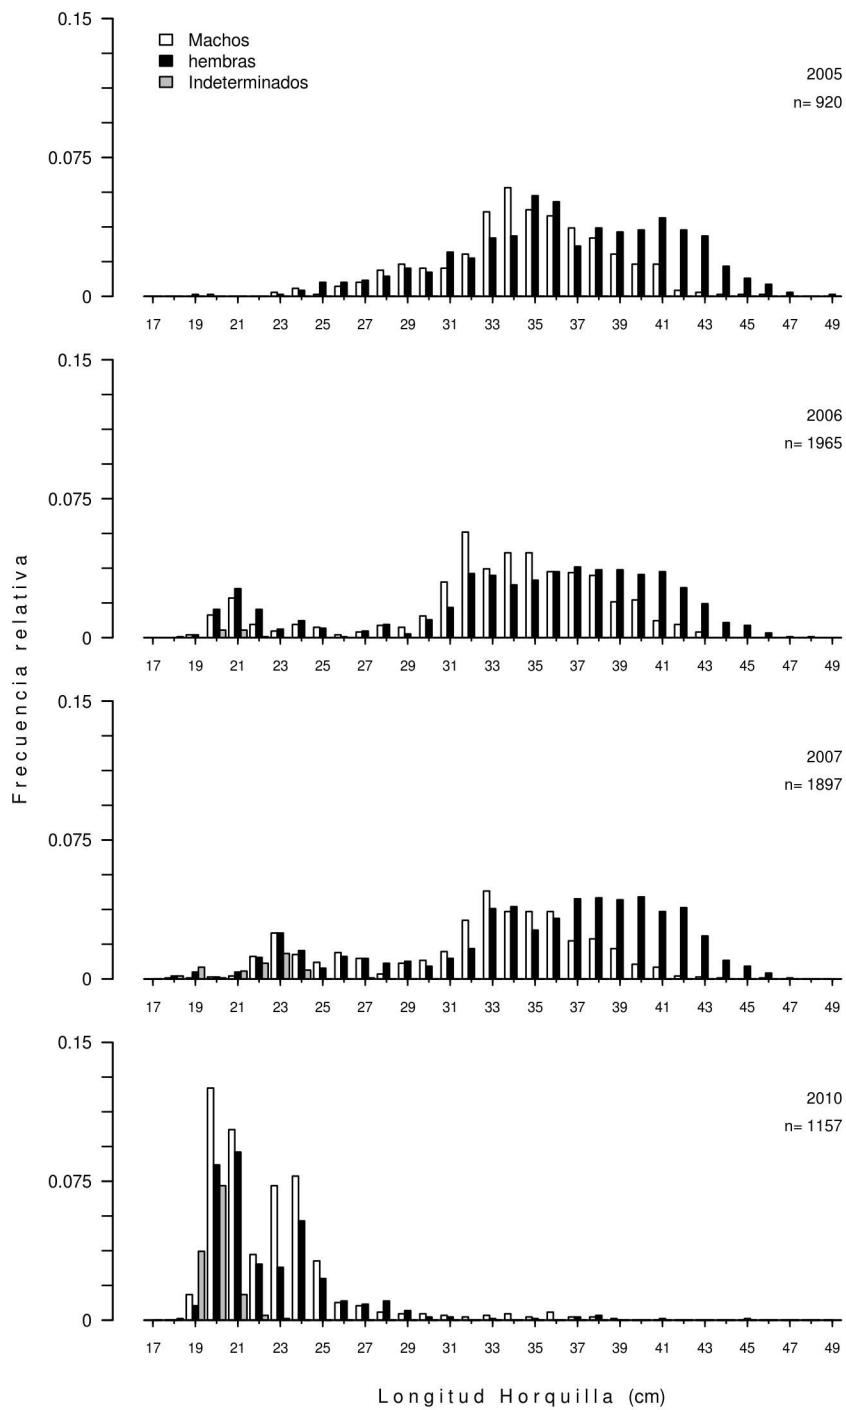 0.15
Machos
hembras
Indeterminados
2005
n= 920
0.075
0
17 19 21 23 25 27 29 31 33 35 37 39 41 43 45 47 49
0.15
2006
n= 1965
0.075
0
17 19 21 23 25 27 29 31 33 35 37 39 41 43 45 47 49
Frecuencia relativa
0.15
2007
n= 1897
0.075
0
17 19 21 23 25 27 29 31 33 35 37 39 41 43 45 47 49
0.15
2010
n= 1157
0.075
0
17 19 21 23 25 27 29 31 33 35 37 39 41 43 45 47 49
Longitud Horquilla (cm)